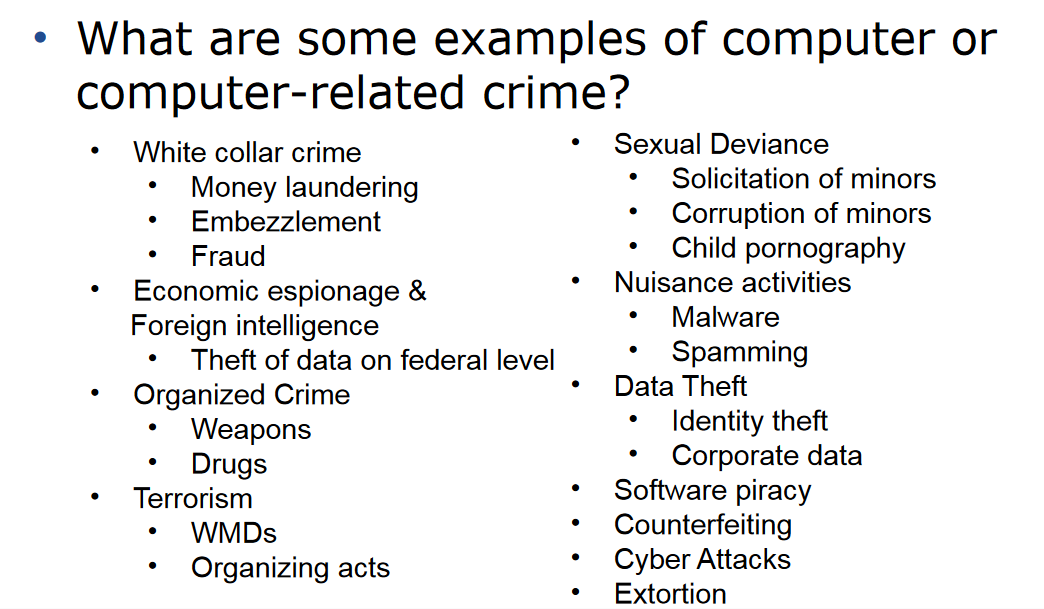 • What are some examples of computer or
computer-related crime?
• White collar crime
• Money laundering
• Embezzlement
• Fraud
• Economic espionage &
Foreign intelligence
• Theft of data on federal level
• Organized Crime
• Weapons
• Drugs
• Terrorism
• WMDs
• Organizing acts
• Sexual Deviance
• Solicitation of minors
• Corruption of minors
• Child pornography
• Nuisance activities
• Malware
• Spamming
• Data Theft
• Identity theft
• Corporate data
• Software piracy
• Counterfeiting
• Cyber Attacks
• Extortion